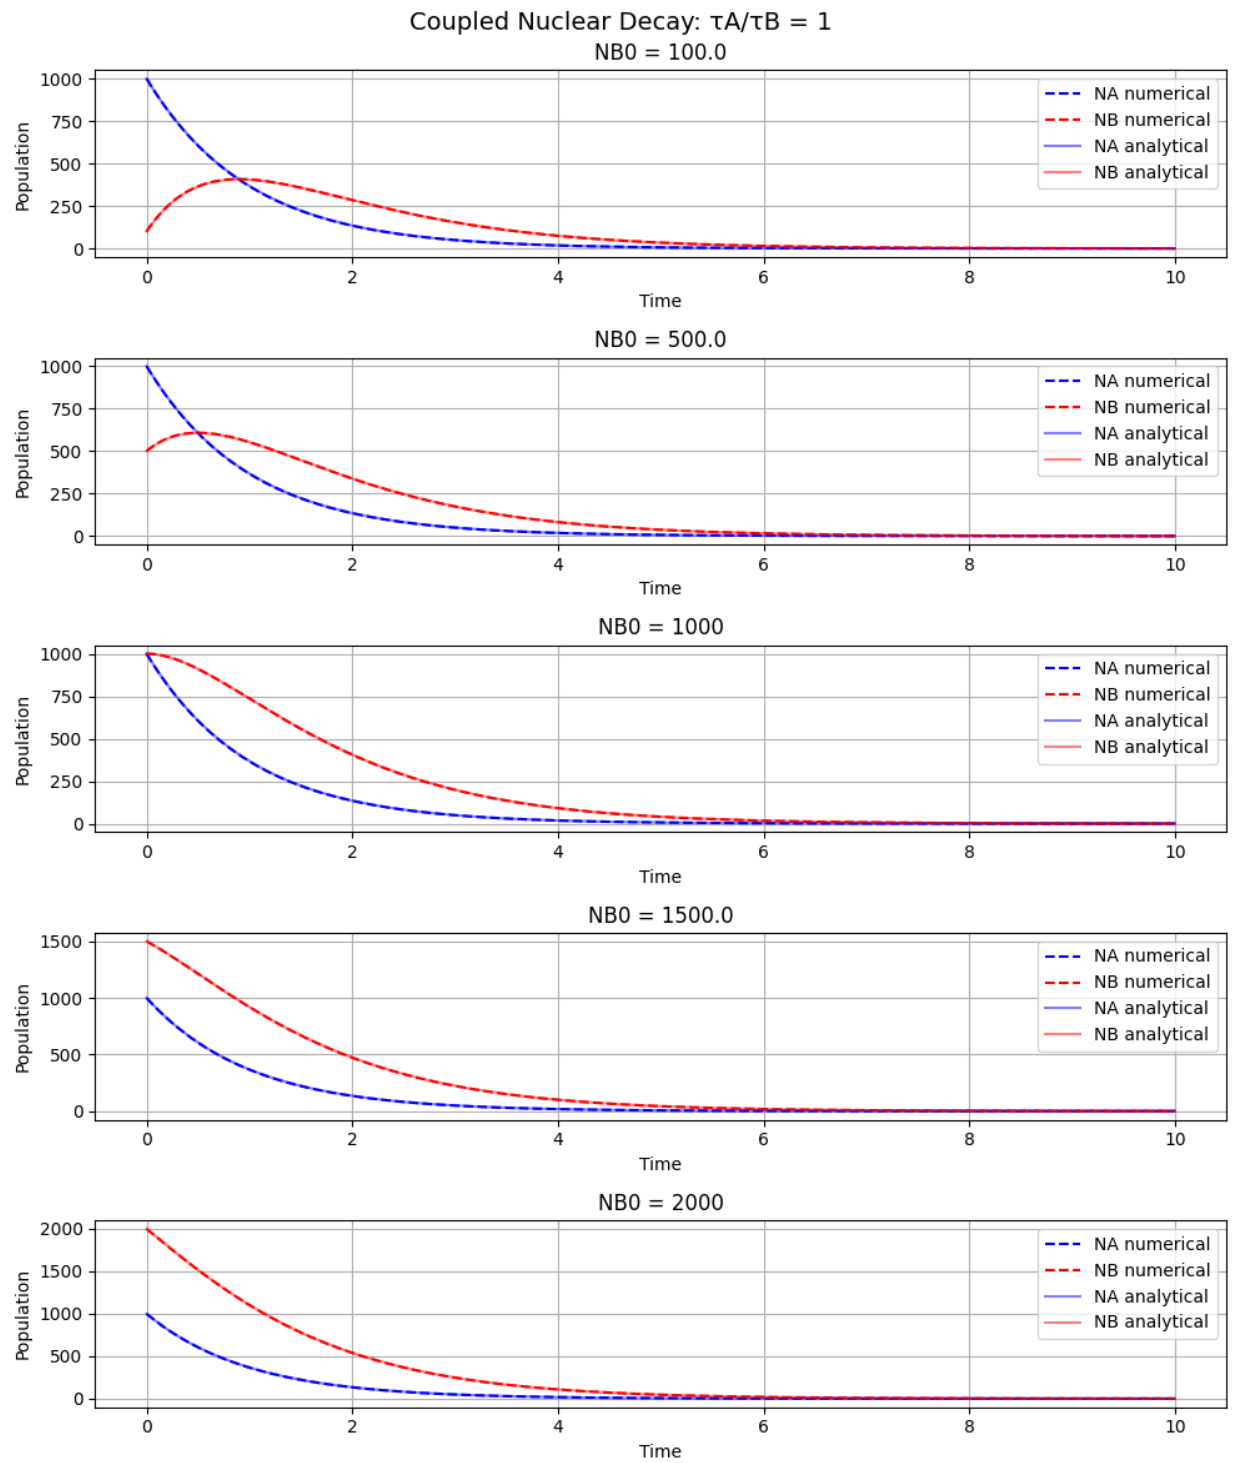 Coupled Nuclear Decay: τA/τB = 1
NB0 = 100.0
1000
750
500
250
0
Population
NA numerical
NB numerical
NA analytical
NB analytical
0 2 4 6 8 10
Time
NB0 = 500.0
1000
750
500
250
0
Population
NA numerical
NB numerical
NA analytical
NB analytical
0 2 4 6 8 10
Time
NB0 = 1000
1000
750
500
250
0
Population
NA numerical
NB numerical
NA analytical
NB analytical
0 2 4 6 8 10
Time
NB0 = 1500.0
1500
1000
500
0
Population
NA numerical
NB numerical
NA analytical
NB analytical
0 2 4 6 8 10
Time
NB0 = 2000
2000
1500
1000
500
0
Population
NA numerical
NB numerical
NA analytical
NB analytical
0 2 4 6 8 10
Time